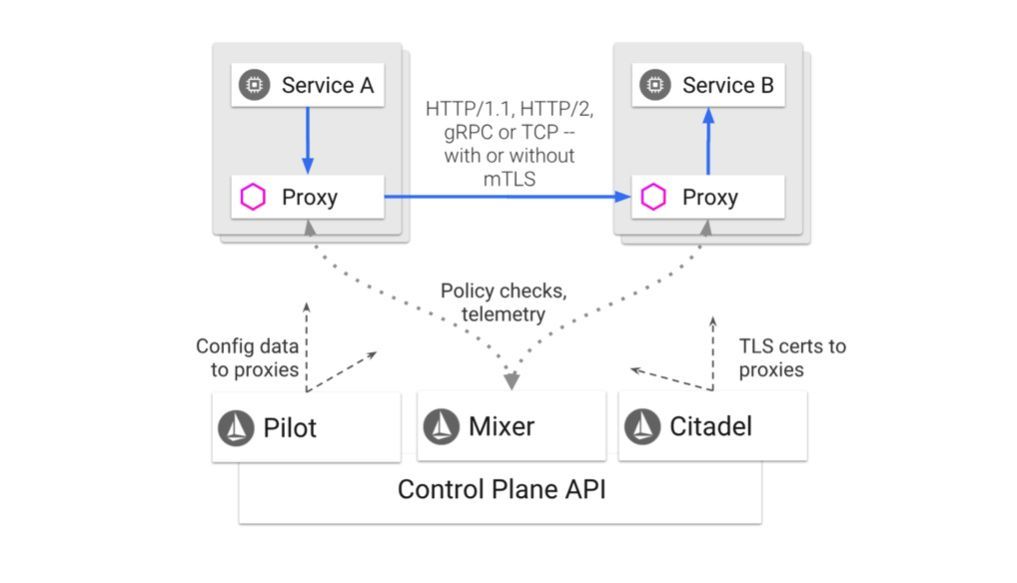 Service A
Service B
HTTP/1.1, HTTP/2,
gRPC or TCP --
with or without
mTLS
Proxy
Proxy
Policy checks,
telemetry
Config data
to proxies
TLS certs to
proxies
Pilot
Mixer
Citadel
Control Plane API